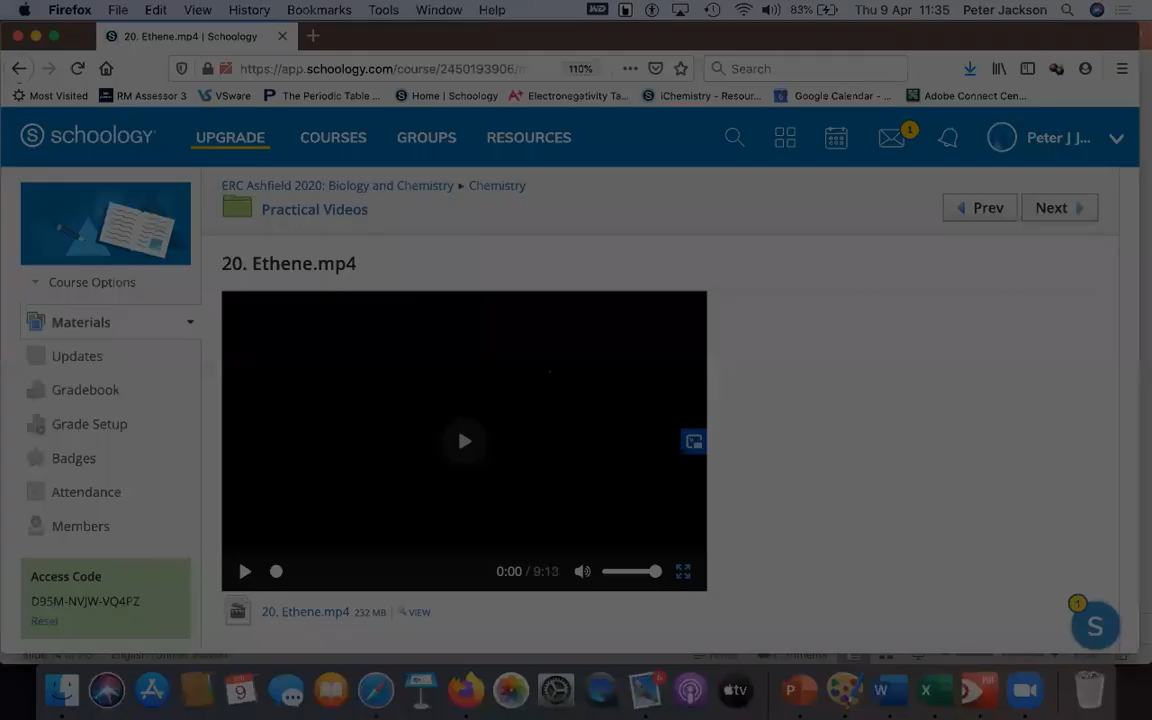 Firefox File Edit View History Bookmarks Tools Window Help 83% Thu 9 Apr 11:35 Peter Jackson
20. Ethene.mp4 | Schoology
https://app.schoology.com/course/2450193906/m 110% Search
Most Visited RM Assessor 3 VSware The Periodic Table ... Home | Schoology Electronegativity Ta... iChemistry - Resour... Google Calendar - ... Adobe Connect Cen...
schoology UPGRADE COURSES GROUPS RESOURCES 1 Peter J J...
ERC Ashfield 2020: Biology and Chemistry ▸ Chemistry
Practical Videos
Prev Next
20. Ethene.mp4
Course Options
Materials
Updates
Gradebook
Grade Setup
Badges
Attendance
Members
0:00 / 9:13
Access Code
D95M-NVJW-VQ4PZ
Reset
20. Ethene.mp4 232 MB VIEW
1
S